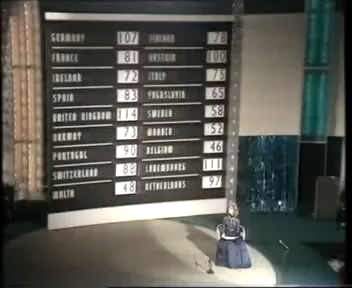 GERMANY 107
FRANCE 81
IRELAND 72
SPAIN 83
UNITED KINGDOM 114
NORWAY 73
PORTUGAL 90
SWITZERLAND 88
MALTA 48
FINLAND 78
AUSTRIA 100
ITALY 75
YUGOSLAVIA 65
SWEDEN 58
MONACO 52
BELGIUM 46
LUXEMBOURG 111
NETHERLANDS 97